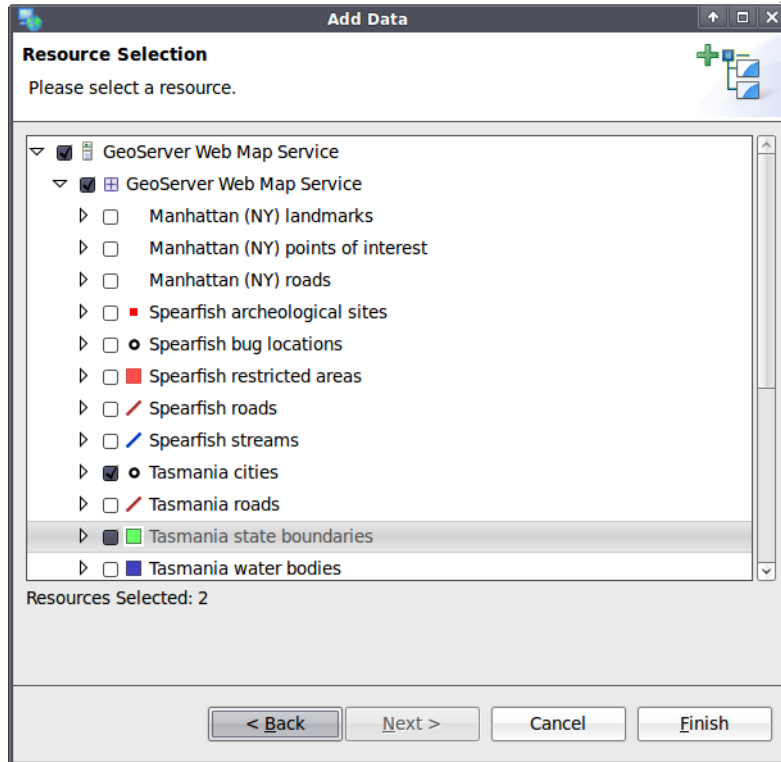 Add Data
Resource Selection
Please select a resource.
GeoServer Web Map Service
GeoServer Web Map Service
Manhattan (NY) landmarks
Manhattan (NY) points of interest
Manhattan (NY) roads
Spearfish archeological sites
Spearfish bug locations
Spearfish restricted areas
Spearfish roads
Spearfish streams
Tasmania cities
Tasmania roads
Tasmania state boundaries
Tasmania water bodies
Resources Selected: 2
< Back Next > Cancel Finish